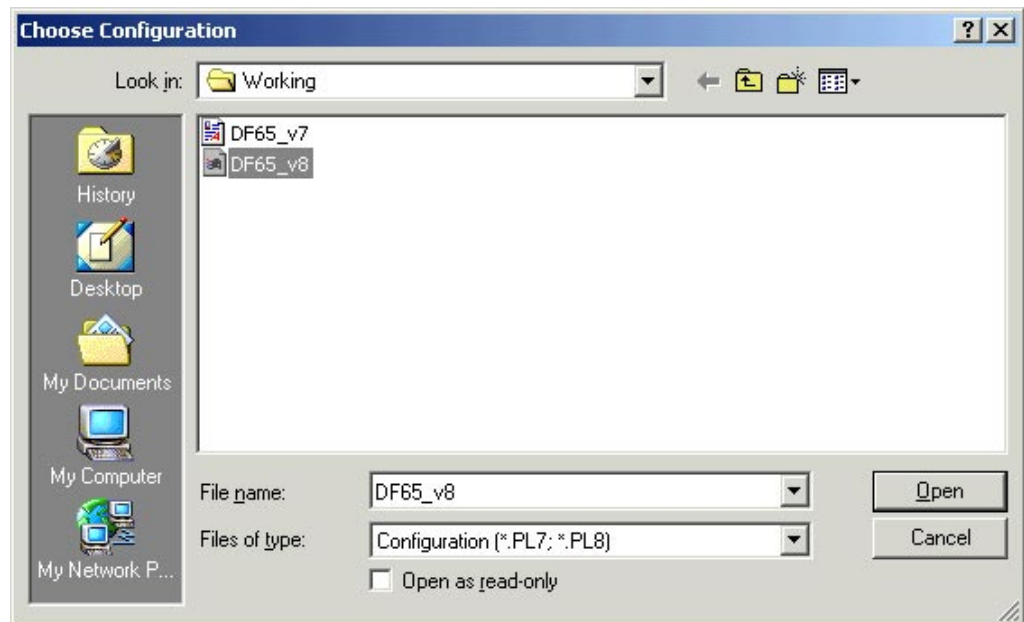 Choose Configuration
Look in: Working
DF65_v7
DF65_v8
History
Desktop
My Documents
My Computer
My Network P...
File name: DF65_v8
Open
Files of type: Configuration (*.PL7; *.PL8)
Cancel
Open as read-only